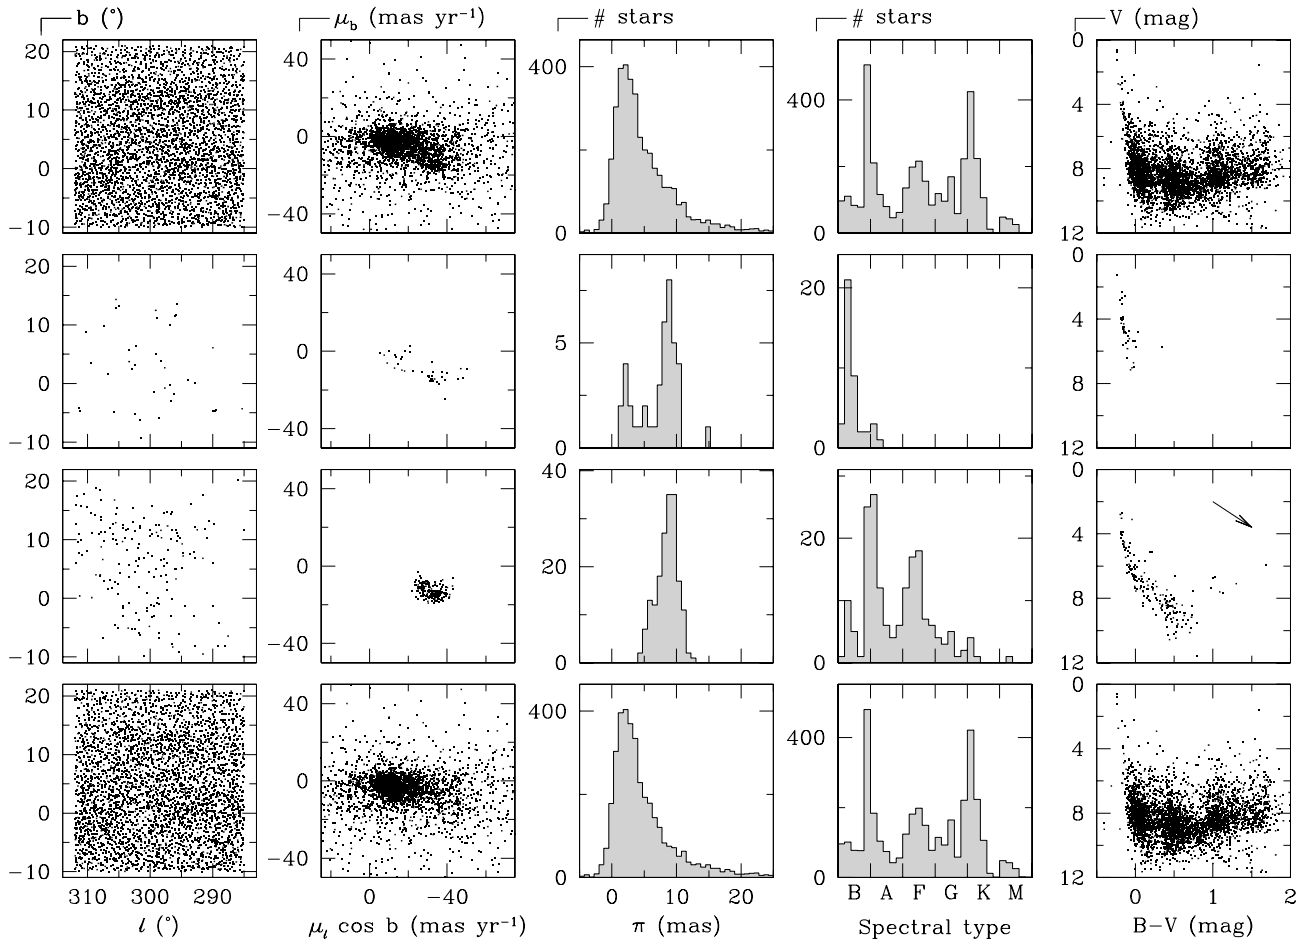 b (°) μb (mas yr−1) # stars # stars V (mag)
20 40 400 400 0
10 0 4
0 8
−10 −40 0 0 12
20 40 20 0
10 0 5 4
0 8
−10 −40 0 0 12
20 40 40 0
10 0 20 20 4
0 8
−10 −40 0 0 12
20 40 400 400 0
10 0 4
0 8
−10 −40 0 0 12
B A F G K M
310 300 290 0 −40 0 10 20 0 1 2
l (°) μl cos b (mas yr−1) π (mas) Spectral type B−V (mag)